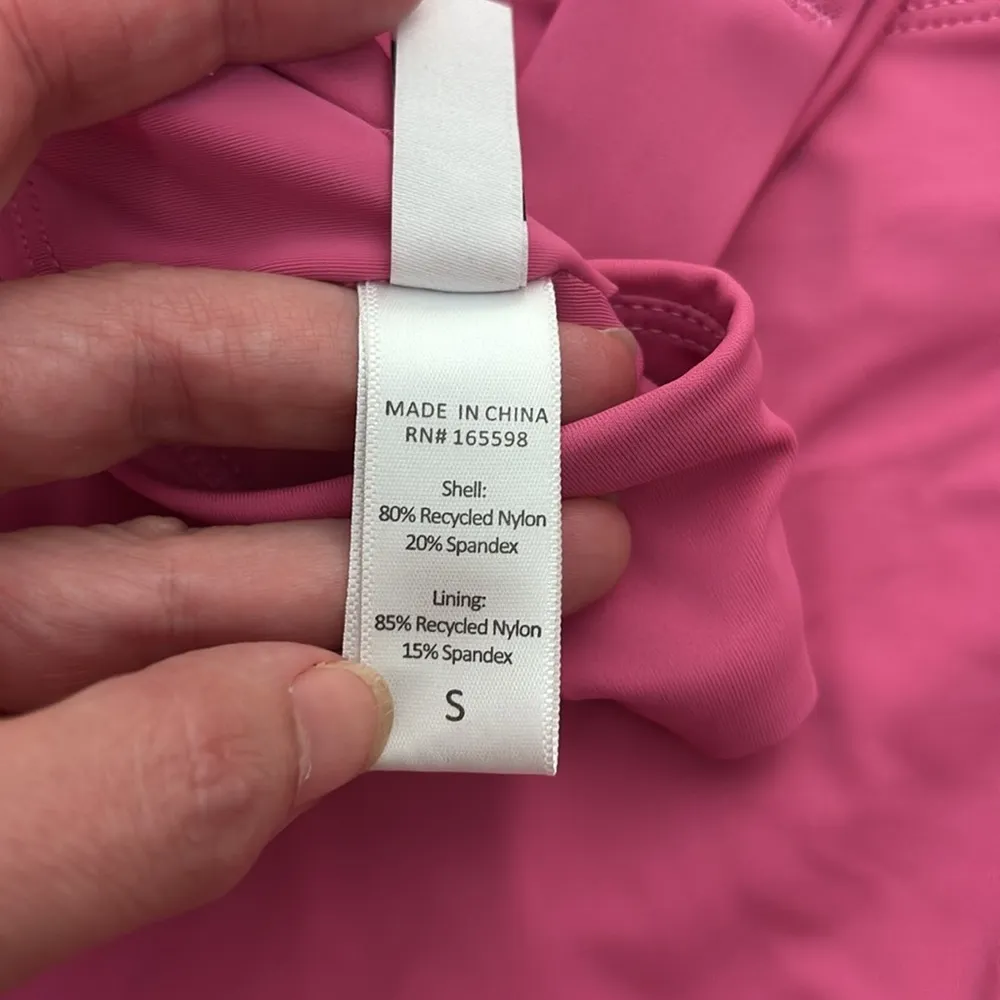 MADE IN CHINA
RN# 165598
Shell:
80% Recycled Nylon
20% Spandex
Lining:
85% Recycled Nylon
15% Spandex
S